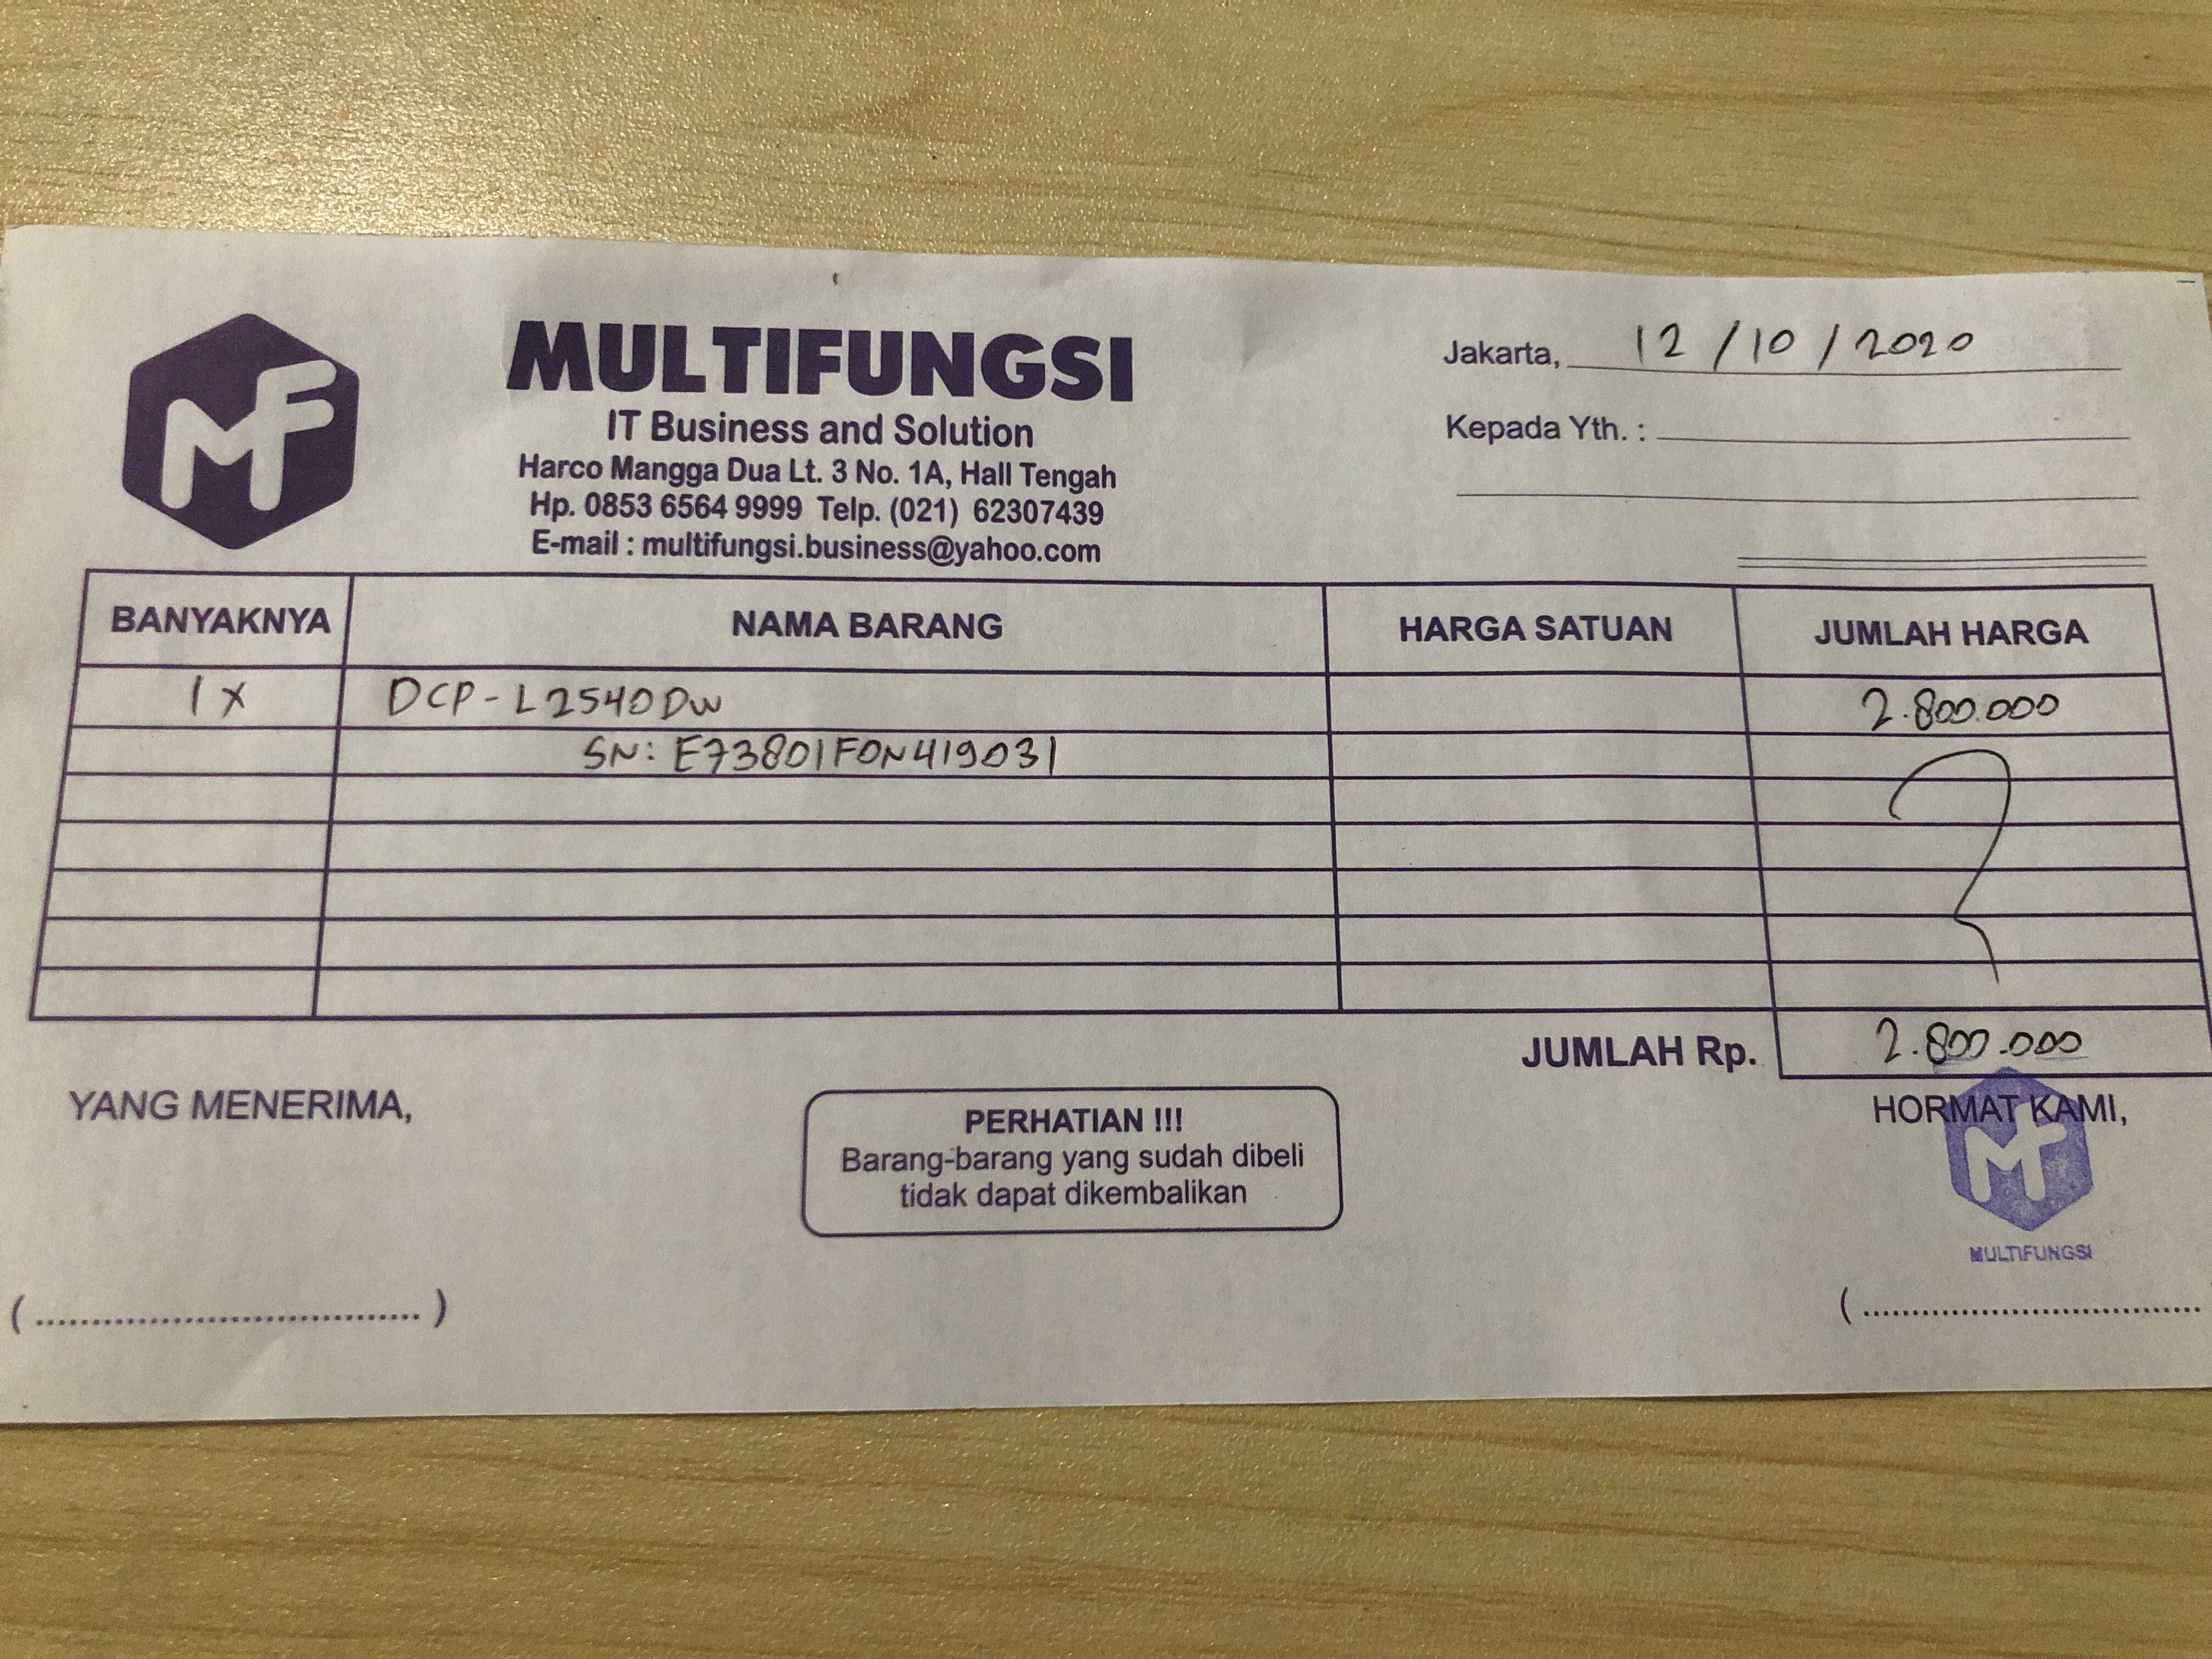 MF
MULTIFUNGSI
IT Business and Solution
Harco Mangga Dua Lt. 3 No. 1A, Hall Tengah
Hp. 0853 6564 9999 Telp. (021) 62307439
E-mail : multifungsi.business@yahoo.com
Jakarta, 12/10/2020
Kepada Yth. :
BANYAKNYA NAMA BARANG HARGA SATUAN JUMLAH HARGA
1X DCP-L2540DW 2.800.000
SN: E73801F0N419031
JUMLAH Rp. 2.800.000
YANG MENERIMA,
PERHATIAN !!!
Barang-barang yang sudah dibeli
tidak dapat dikembalikan
HORMAT KAMI,
MF
MULTIFUNGSI
(..................................)
(..................................